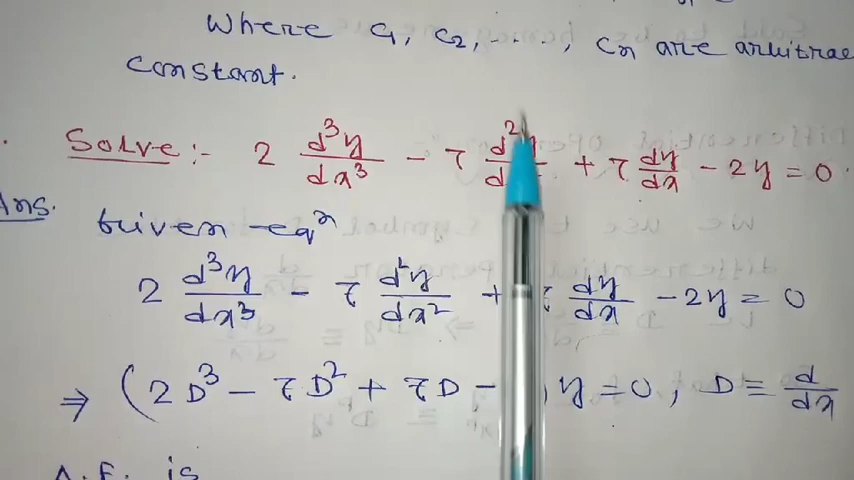 Where c1, c2, ..., cn are
constant.
Solve :- 2 d³y/dx³ - 7 d²y/d + 7 dy/dx - 2y = 0.
Ans. Given eqⁿ
2 d³y/dx³ - 7 d²y/dx² + 7 dy/dx - 2y = 0
⇒ (2D³ - 7D² + 7D - ) y = 0, D ≡ d/dx
A.E. is